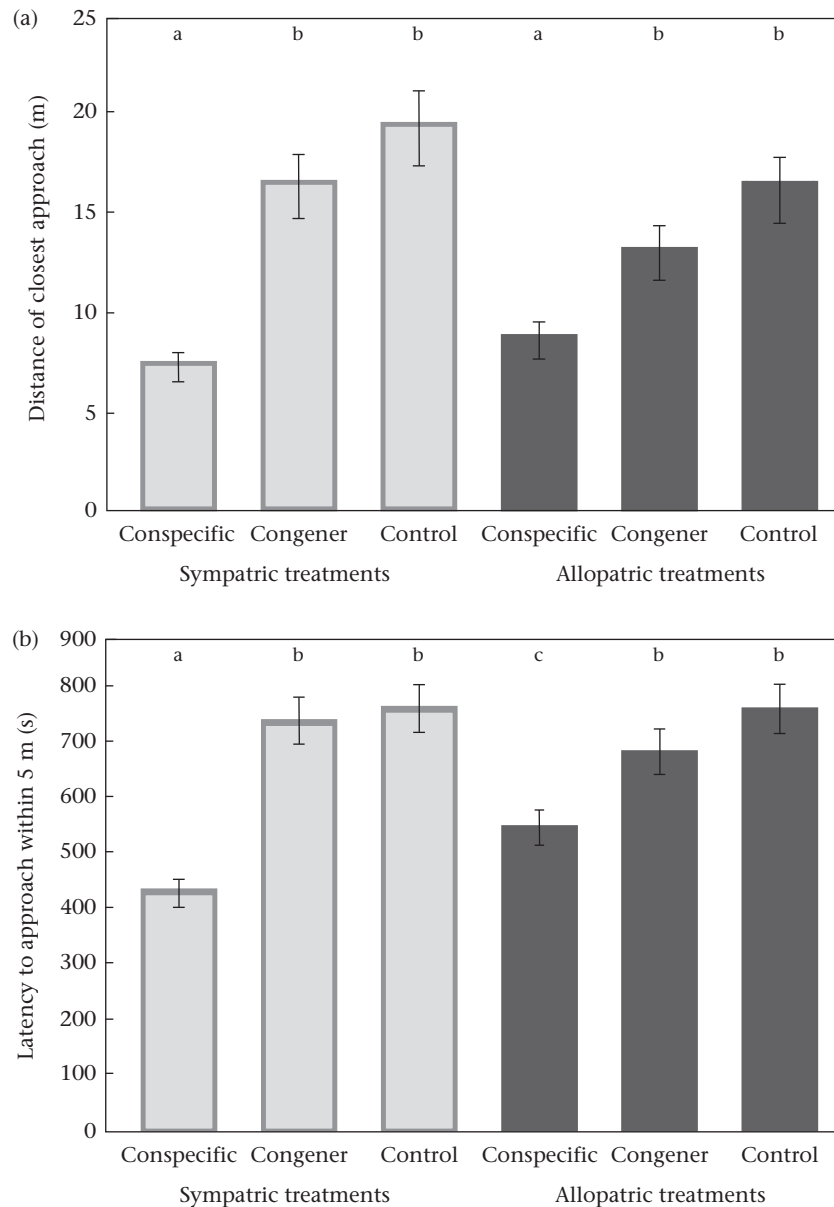 (a)
25
20
15
10
5
0
Distance of closest approach (m)
a b b a b b
Conspecific Congener Control Conspecific Congener Control
Sympatric treatments Allopatric treatments
(b)
900
800
700
600
500
400
300
200
100
0
Latency to approach within 5 m (s)
a b b c b b
Conspecific Congener Control Conspecific Congener Control
Sympatric treatments Allopatric treatments